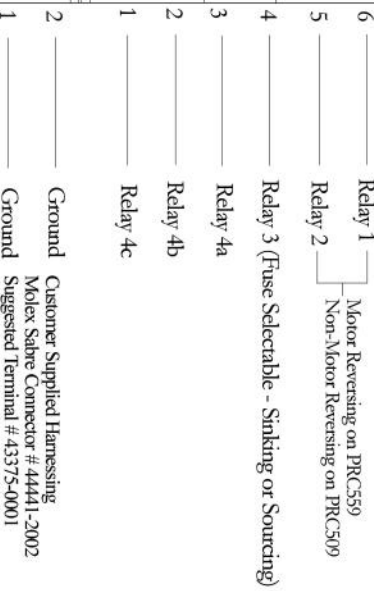 6 Relay 1
Motor Reversing on PRC559
Non-Motor Reversing on PRC509
5 Relay 2
4 Relay 3 (Fuse Selectable - Sinking or Sourcing)
3 Relay 4a
2 Relay 4b
1 Relay 4c
2 Ground Customer Supplied Harnessing
Molex Sabre Connector # 44441-2002
1 Ground Suggested Terminal # 43375-0001